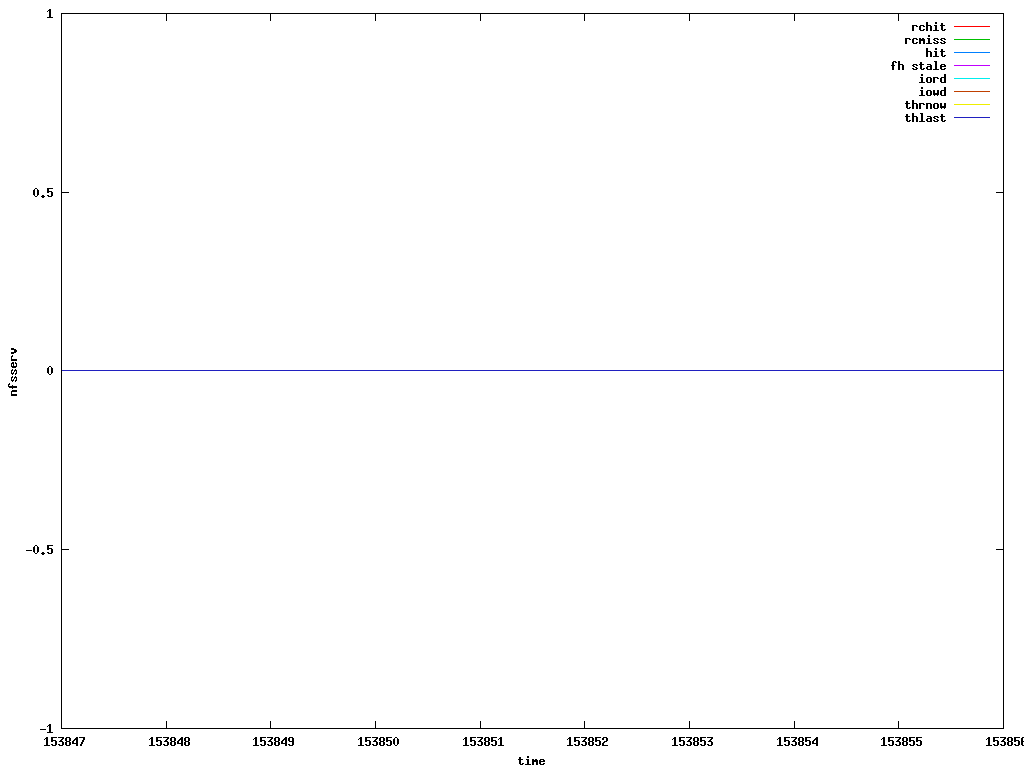 1
rchit
rcmiss
hit
fh stale
iord
iowd
thrnow
thlast
0.5
0
nfsserv
-0.5
-1
153847 153848 153849 153850 153851 153852 153853 153854 153855 153856
time